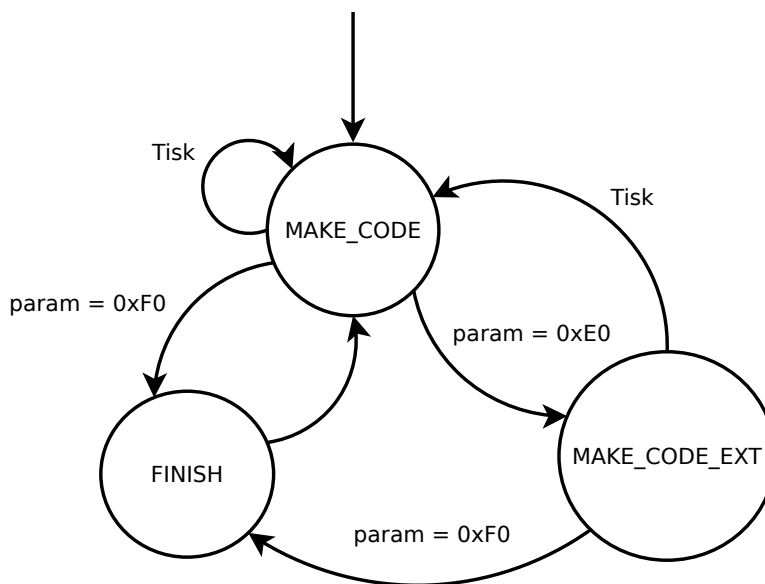 Tisk
MAKE_CODE
Tisk
param = 0xF0
param = 0xE0
MAKE_CODE_EXT
FINISH
param = 0xF0